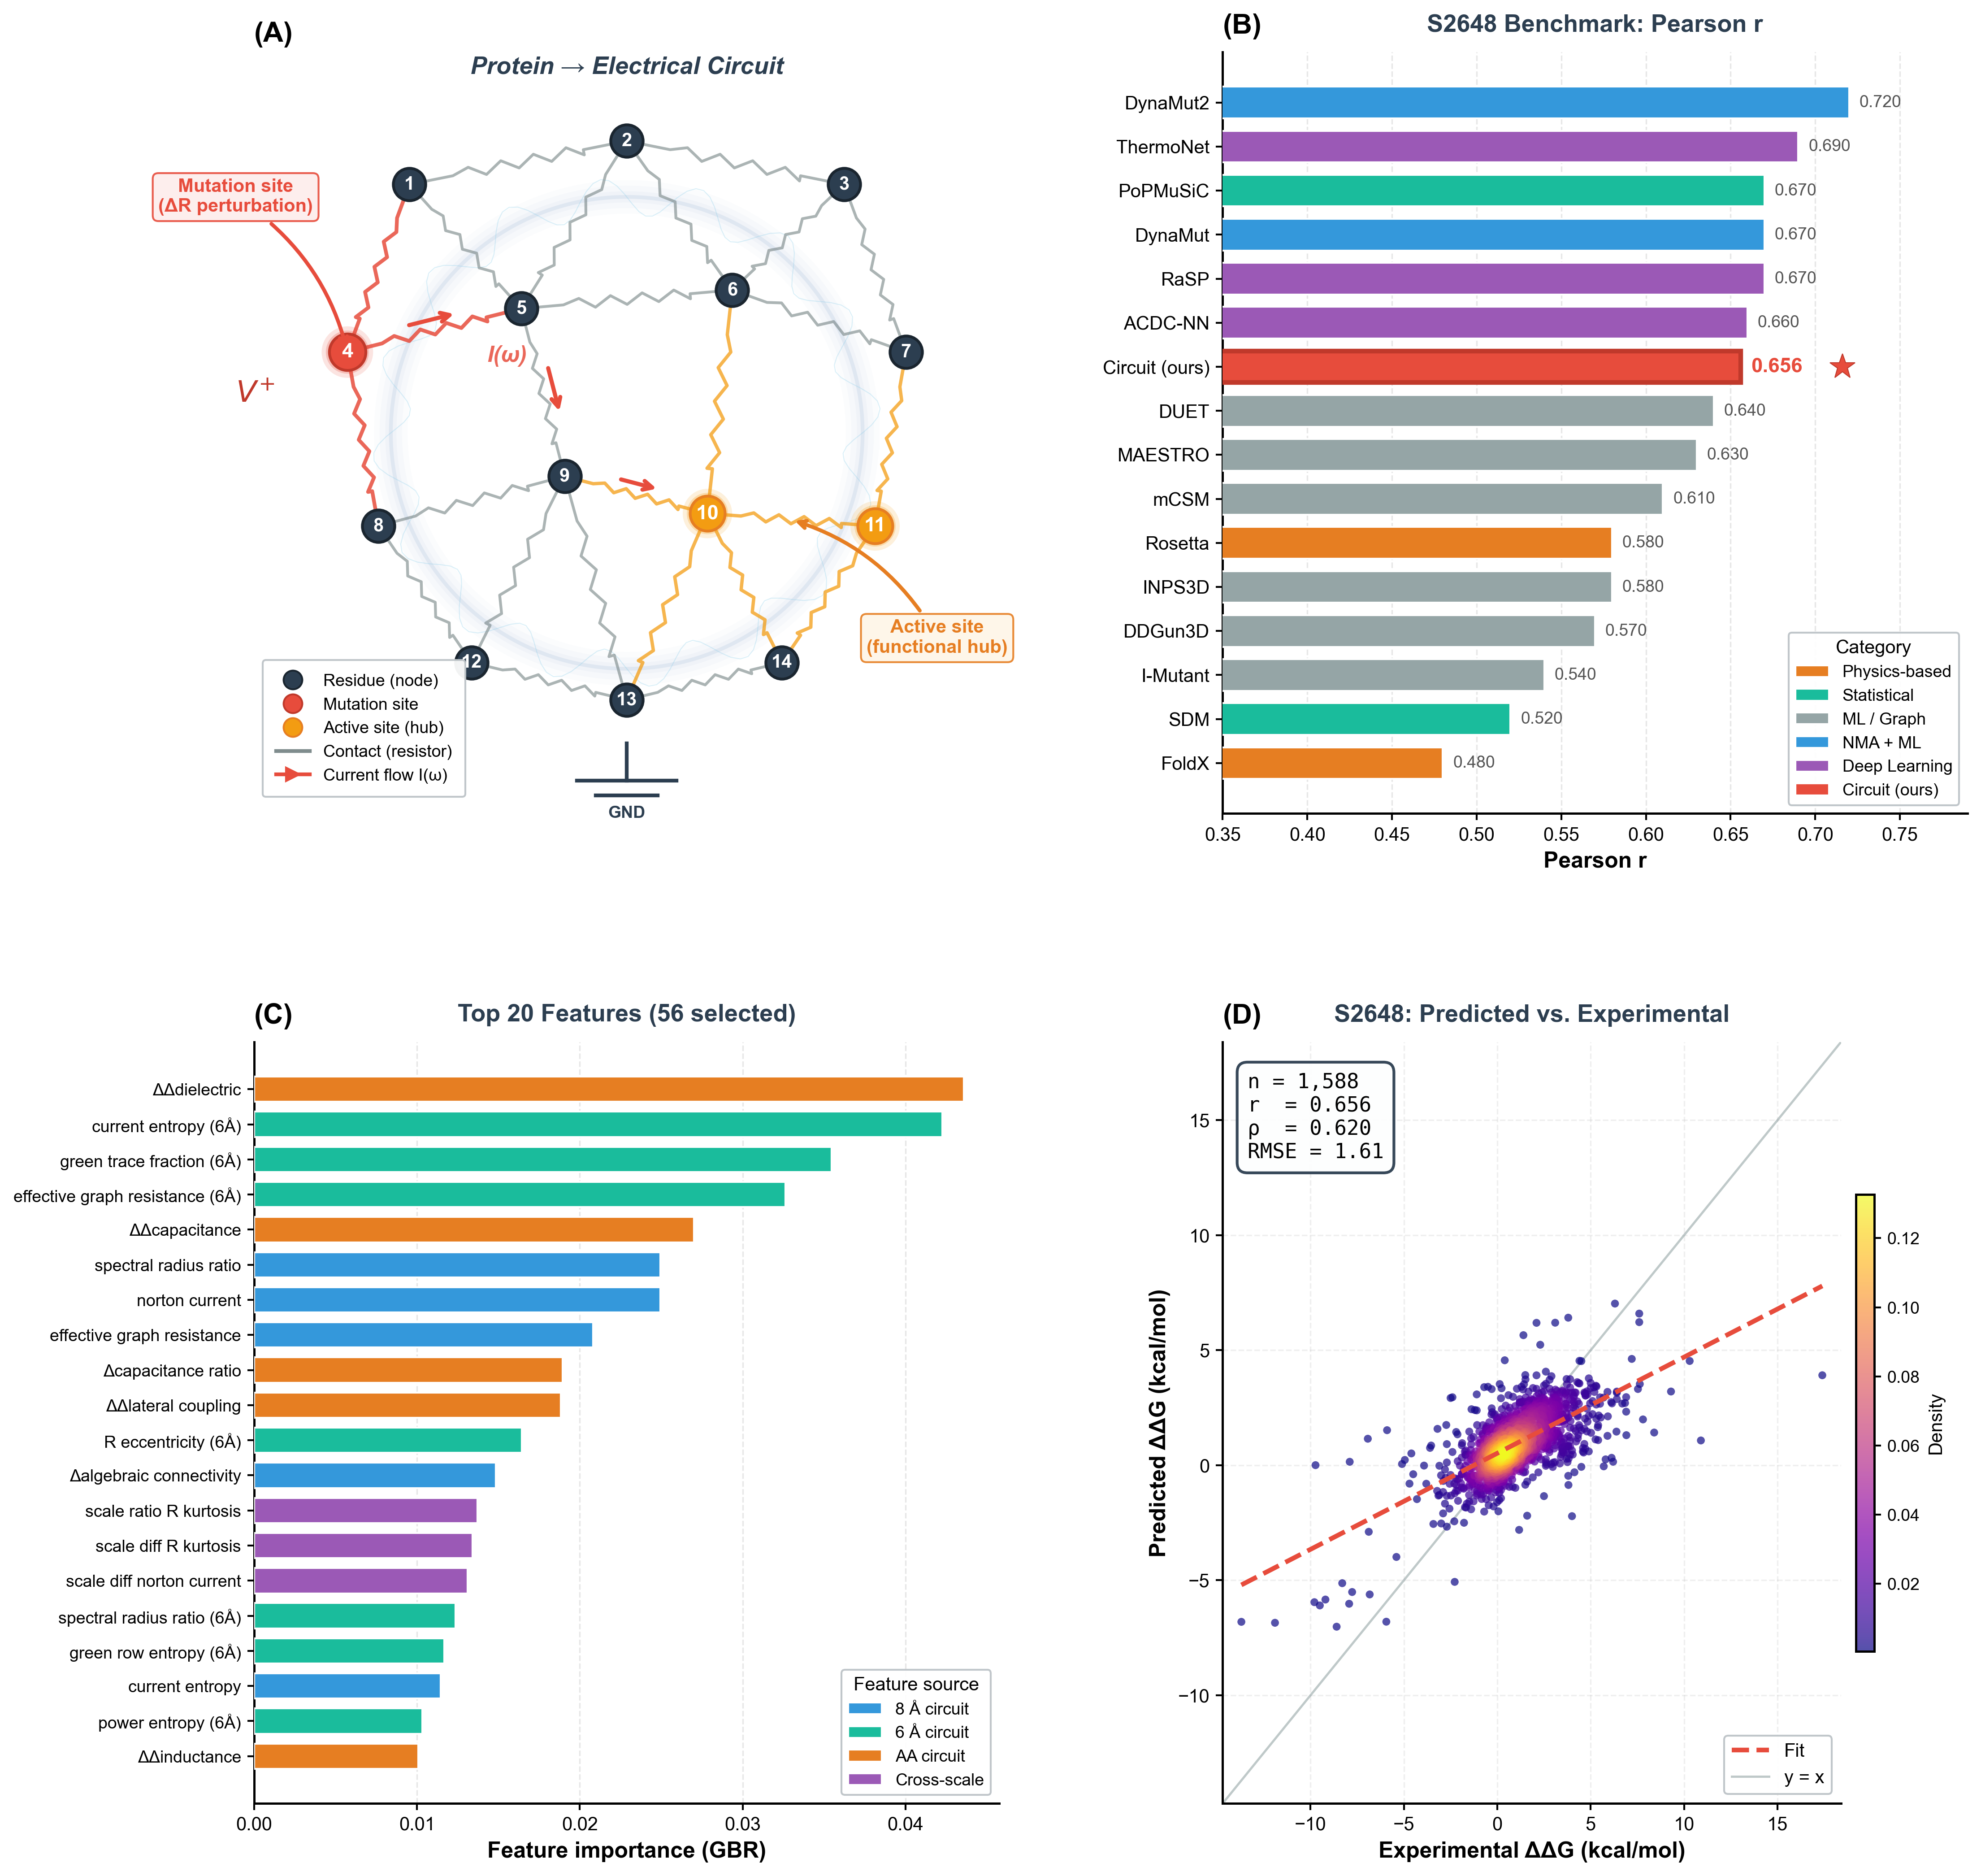 (A)
Protein → Electrical Circuit
2
1
3
Mutation site
(ΔR perturbation)
6
5
4
7
I(ω)
V⁺
9
10
8
11
Active site
(functional hub)
12
14
13
Residue (node)
Mutation site
Active site (hub)
Contact (resistor)
Current flow I(ω)
GND
(B)
S2648 Benchmark: Pearson r
DynaMut2 0.720
ThermoNet 0.690
PoPMuSiC 0.670
DynaMut 0.670
RaSP 0.670
ACDC-NN 0.660
Circuit (ours) 0.656
DUET 0.640
MAESTRO 0.630
mCSM 0.610
Rosetta 0.580
INPS3D 0.580
DDGun3D 0.570
I-Mutant 0.540
SDM 0.520
FoldX 0.480
Category
Physics-based
Statistical
ML / Graph
NMA + ML
Deep Learning
Circuit (ours)
0.35 0.40 0.45 0.50 0.55 0.60 0.65 0.70 0.75
Pearson r
(C)
Top 20 Features (56 selected)
ΔΔdielectric
current entropy (6Å)
green trace fraction (6Å)
effective graph resistance (6Å)
ΔΔcapacitance
spectral radius ratio
norton current
effective graph resistance
Δcapacitance ratio
ΔΔlateral coupling
R eccentricity (6Å)
Δalgebraic connectivity
scale ratio R kurtosis
scale diff R kurtosis
scale diff norton current
spectral radius ratio (6Å)
green row entropy (6Å)
current entropy
power entropy (6Å)
ΔΔinductance
Feature source
8 Å circuit
6 Å circuit
AA circuit
Cross-scale
0.00 0.01 0.02 0.03 0.04
Feature importance (GBR)
(D)
S2648: Predicted vs. Experimental
n = 1,588
r = 0.656
ρ = 0.620
RMSE = 1.61
15
10
5
0
−5
−10
Predicted ΔΔG (kcal/mol)
Fit
y = x
−10 −5 0 5 10 15
Experimental ΔΔG (kcal/mol)
0.12
0.10
0.08
0.06
0.04
0.02
Density